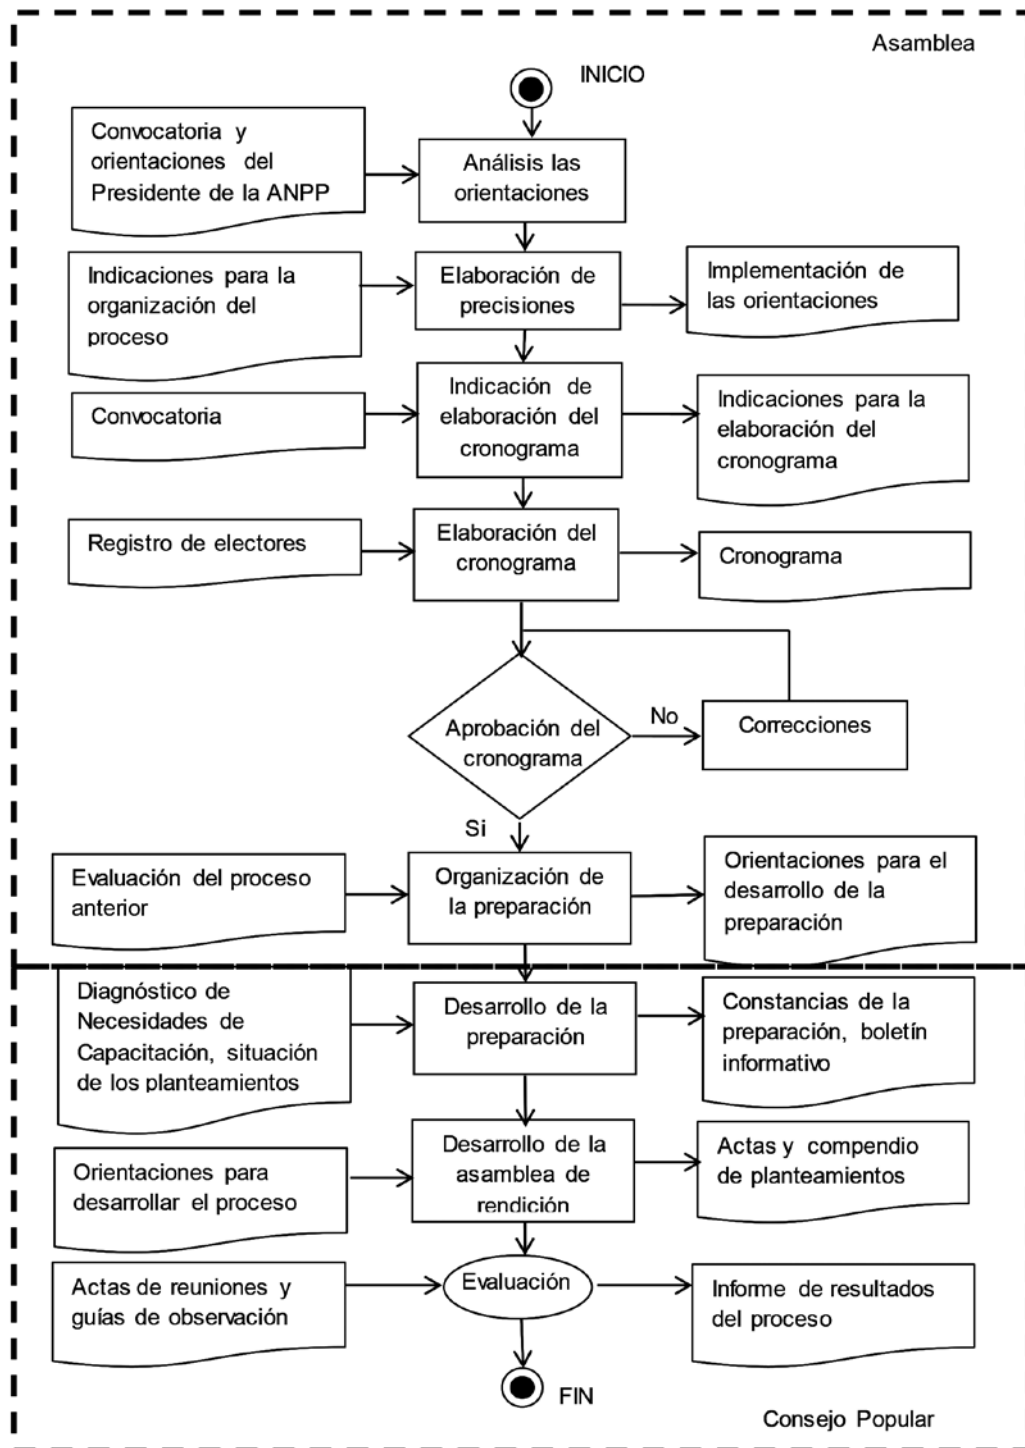 Asamblea
INICIO
Convocatoria y
orientaciones del
Presidente de la ANPP
Análisis las
orientaciones
Indicaciones para la
organización del
proceso
Elaboración de
precisiones
Implementación de
las orientaciones
Convocatoria
Indicación de
elaboración del
cronograma
Indicaciones para la
elaboración del
cronograma
Registro de electores
Elaboración del
cronograma
Cronograma
Aprobación del
cronograma
No
Correcciones
Si
Evaluación del proceso
anterior
Organización de
la preparación
Orientaciones para el
desarrollo de la
preparación
Diagnóstico de
Necesidades de
Capacitación, situación
de los planteamientos
Desarrollo de la
preparación
Constancias de la
preparación, boletín
informativo
Orientaciones para
desarrollar el proceso
Desarrollo de la
asamblea de
rendición
Actas y compendio
de planteamientos
Actas de reuniones y
guías de observación
Evaluación
Informe de resultados
del proceso
FIN
Consejo Popular